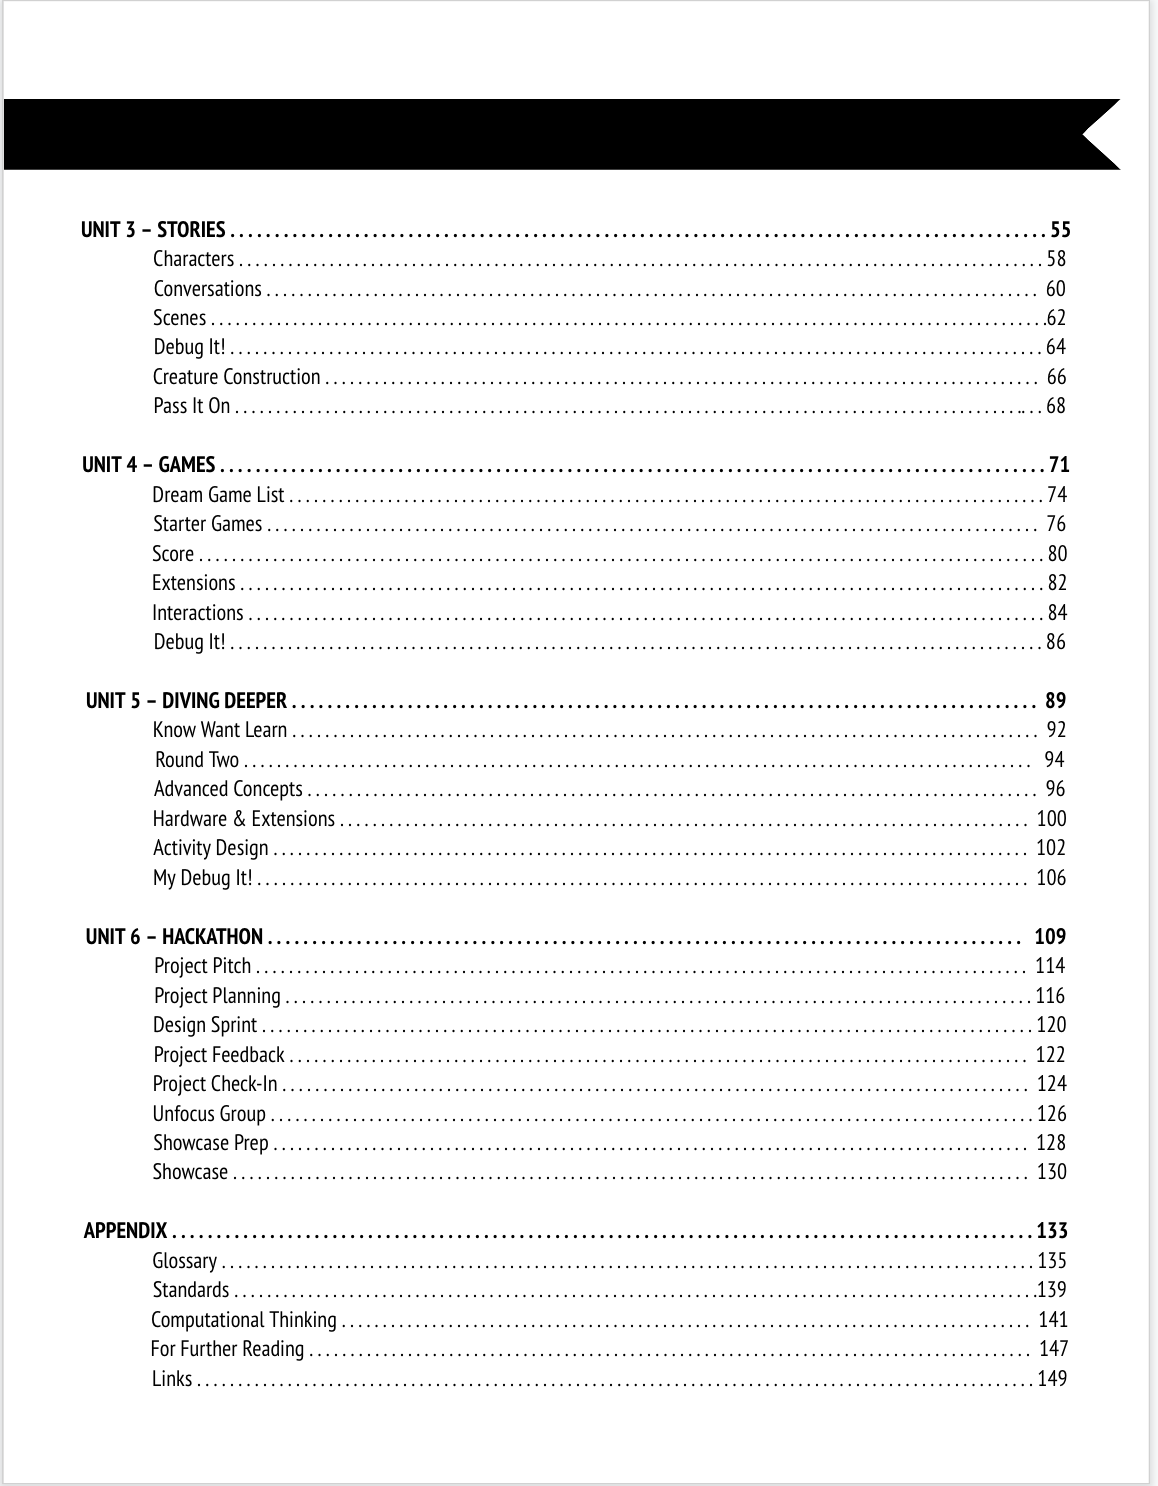 UNIT 3 – STORIES ........ 55
Characters ........ 58
Conversations ........ 60
Scenes ........ 62
Debug It! ........ 64
Creature Construction ........ 66
Pass It On ........ 68
UNIT 4 – GAMES ........ 71
Dream Game List ........ 74
Starter Games ........ 76
Score ........ 80
Extensions ........ 82
Interactions ........ 84
Debug It! ........ 86
UNIT 5 – DIVING DEEPER ........ 89
Know Want Learn ........ 92
Round Two ........ 94
Advanced Concepts ........ 96
Hardware & Extensions ........ 100
Activity Design ........ 102
My Debug It! ........ 106
UNIT 6 – HACKATHON ........ 109
Project Pitch ........ 114
Project Planning ........ 116
Design Sprint ........ 120
Project Feedback ........ 122
Project Check-In ........ 124
Unfocus Group ........ 126
Showcase Prep ........ 128
Showcase ........ 130
APPENDIX ........ 133
Glossary ........ 135
Standards ........ 139
Computational Thinking ........ 141
For Further Reading ........ 147
Links ........ 149